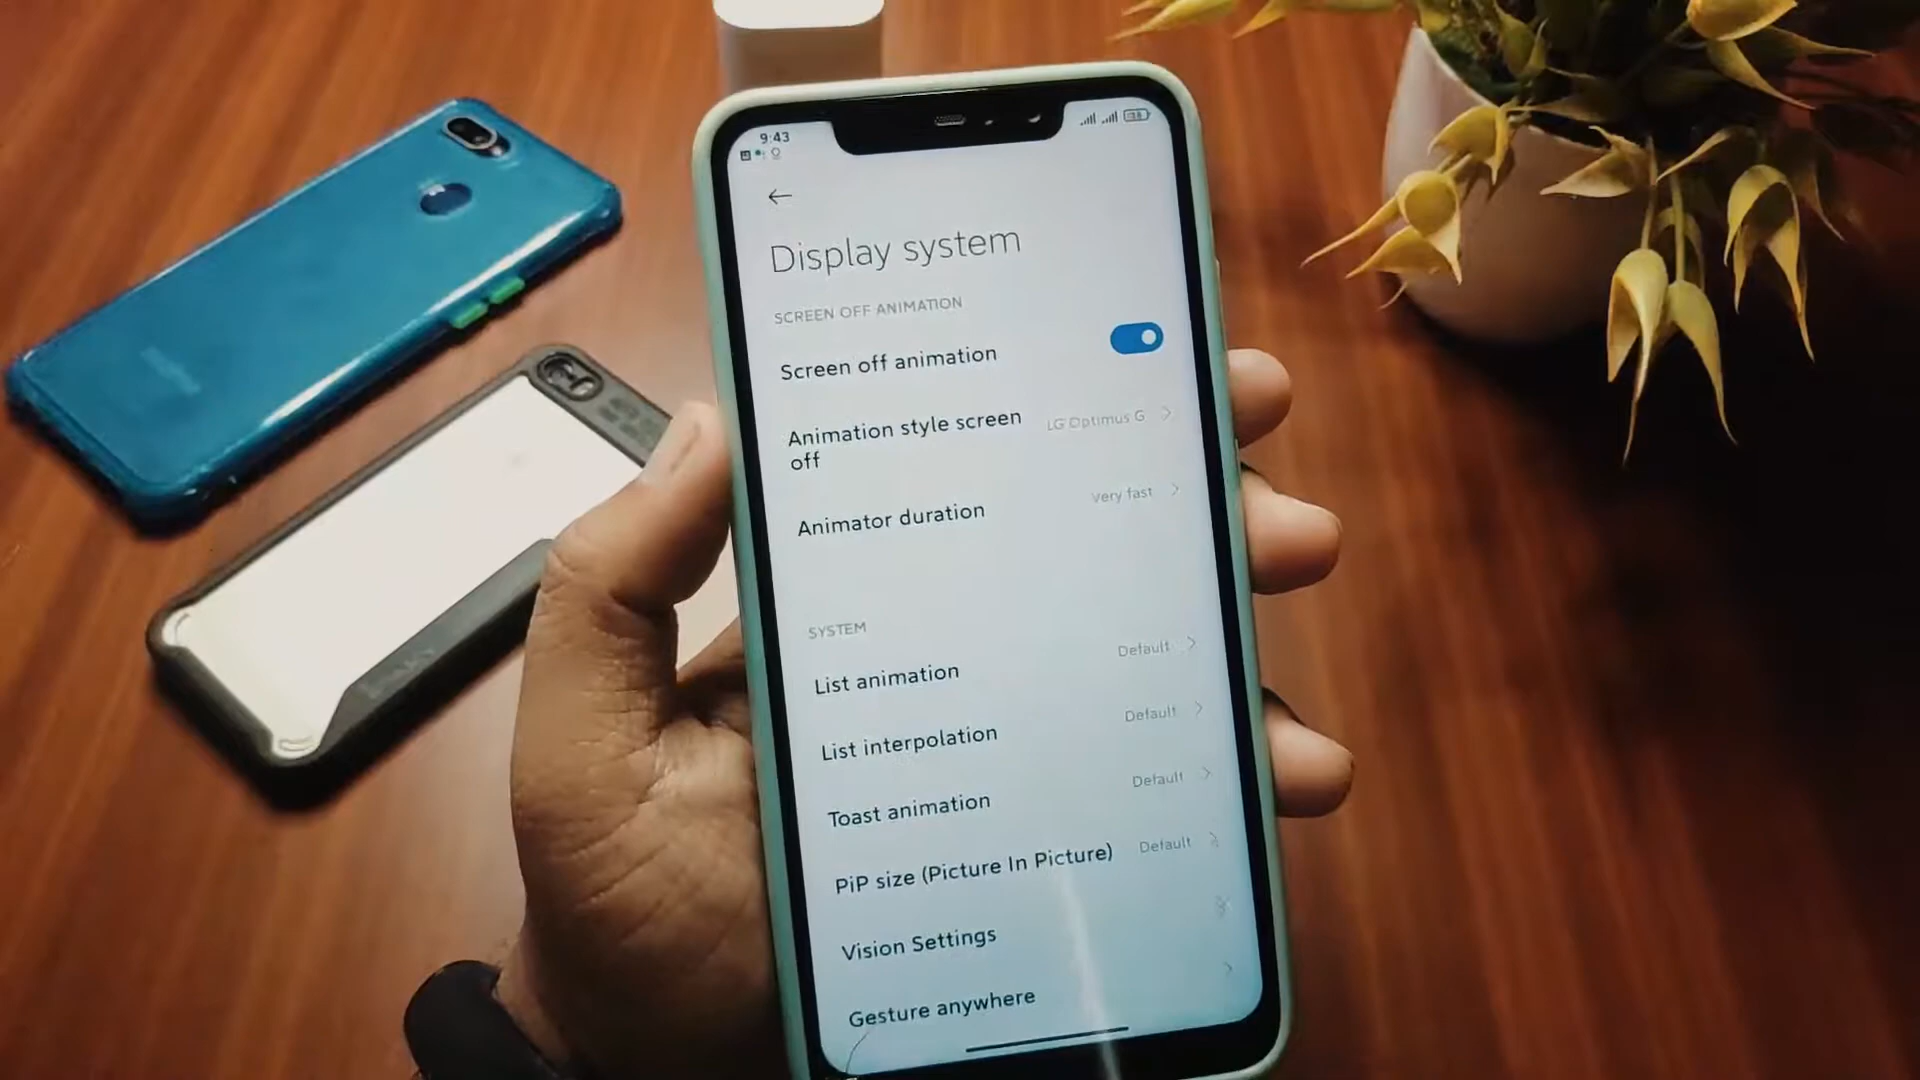 9:43
Display system
SCREEN OFF ANIMATION
Screen off animation
Animation style screen off
LG Optimus G
Animator duration
Very fast
SYSTEM
List animation
Default
List interpolation
Default
Toast animation
Default
PiP size (Picture In Picture)
Default
Vision Settings
Gesture anywhere